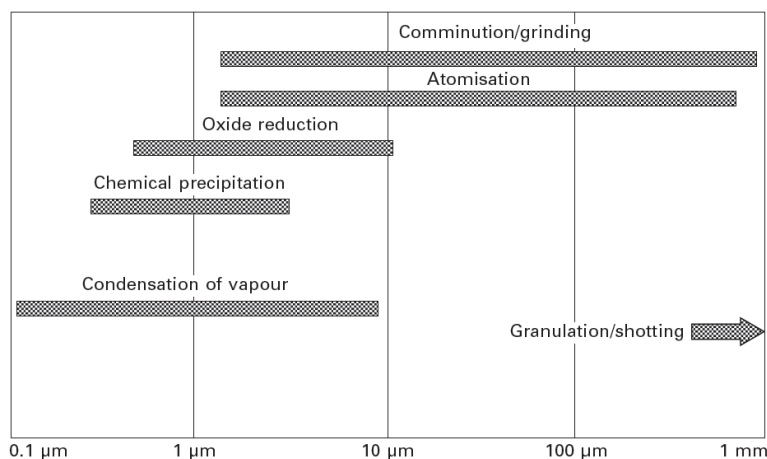 Comminution/grinding
Atomisation
Oxide reduction
Chemical precipitation
Condensation of vapour
Granulation/shotting
0.1 μm 1 μm 10 μm 100 μm 1 mm